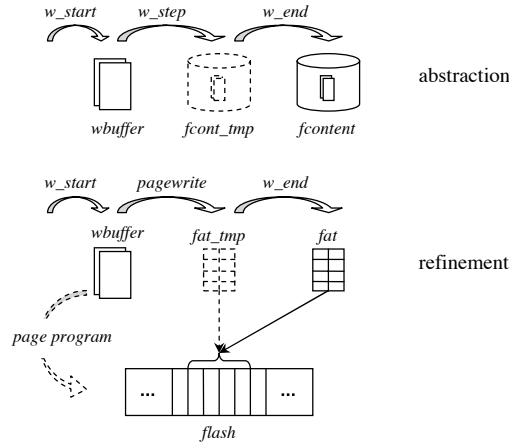 w_start w_step w_end
abstraction
wbuffer fcont_tmp fcontent
w_start pagewrite w_end
wbuffer fat_tmp fat
refinement
page program
... ...
flash